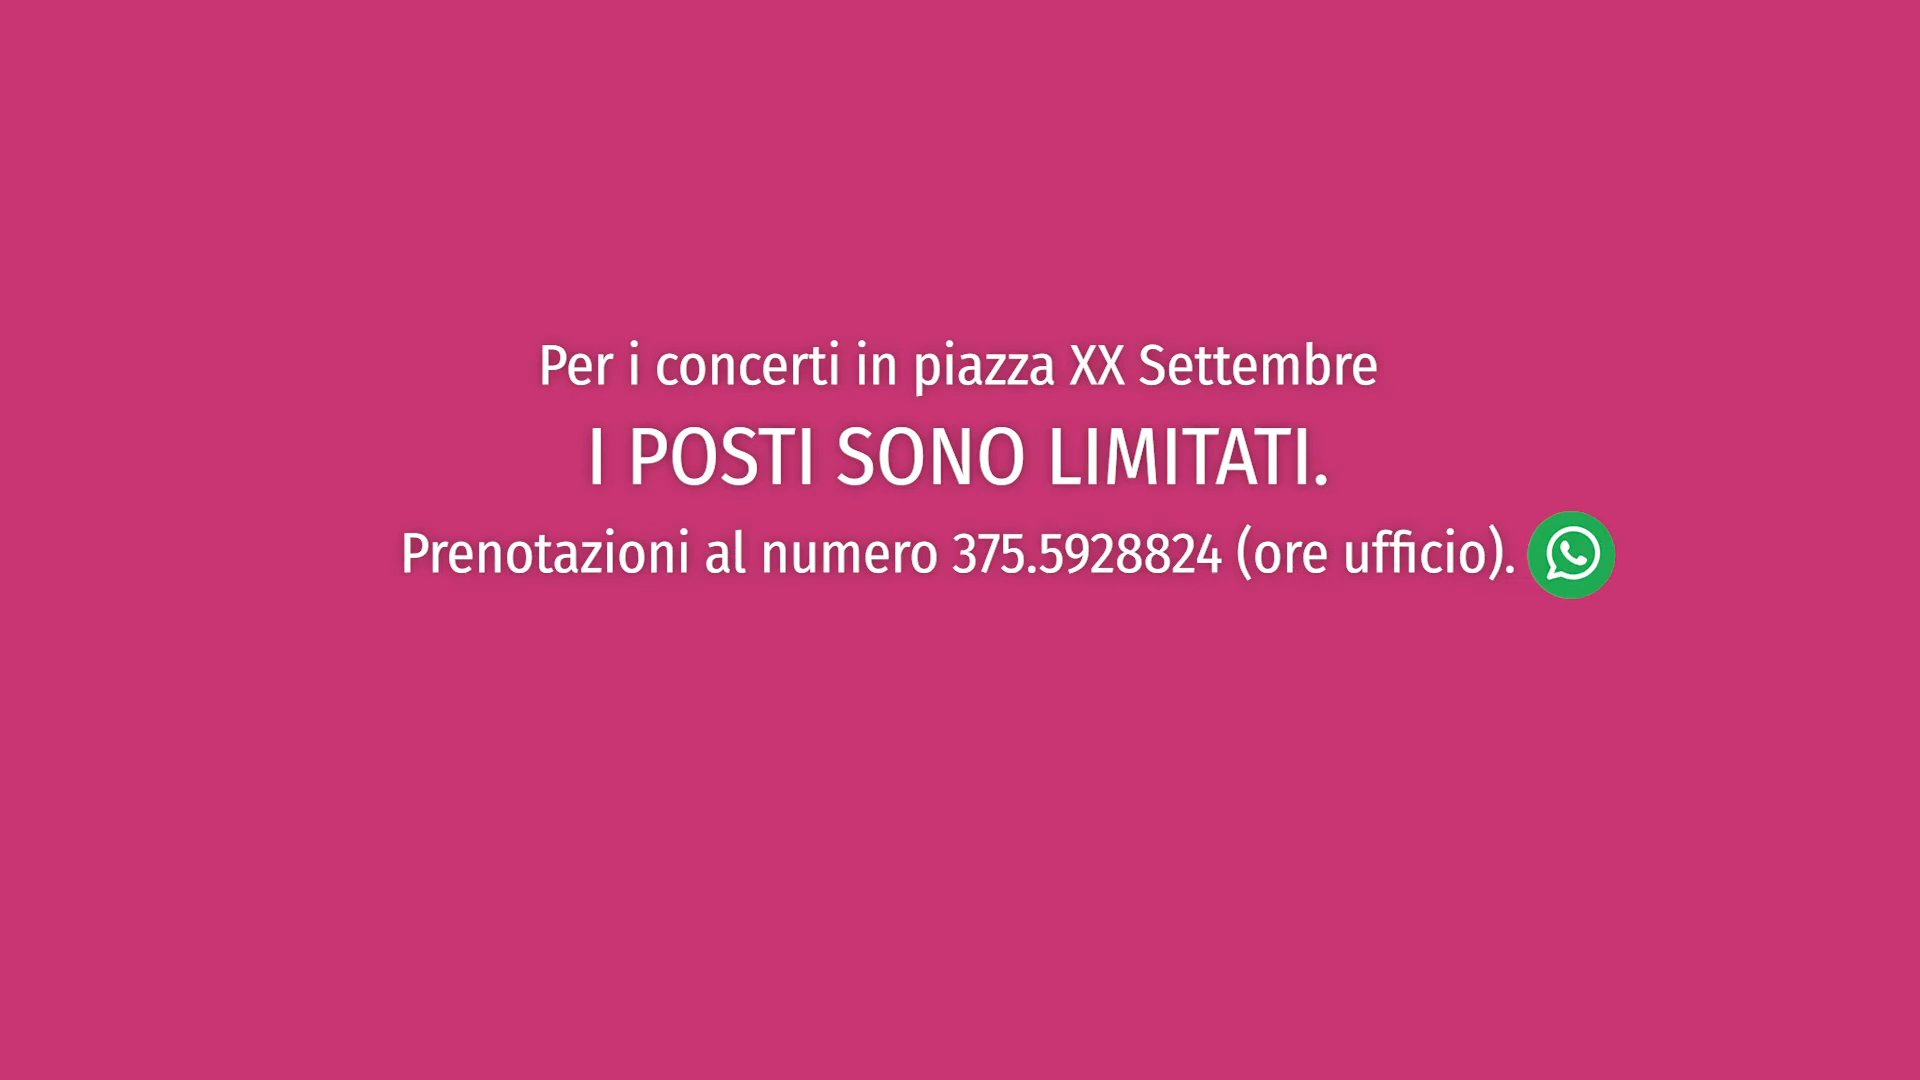 Per i concerti in piazza XX Settembre
I POSTI SONO LIMITATI.
Prenotazioni al numero 375.5928824 (ore ufficio).